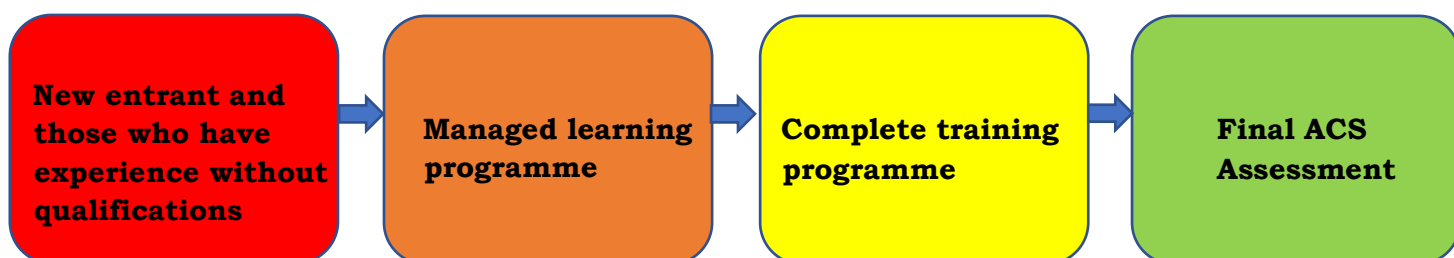 New entrant and
those who have
experience without
qualifications
Managed learning
programme
Complete training
programme
Final ACS
Assessment